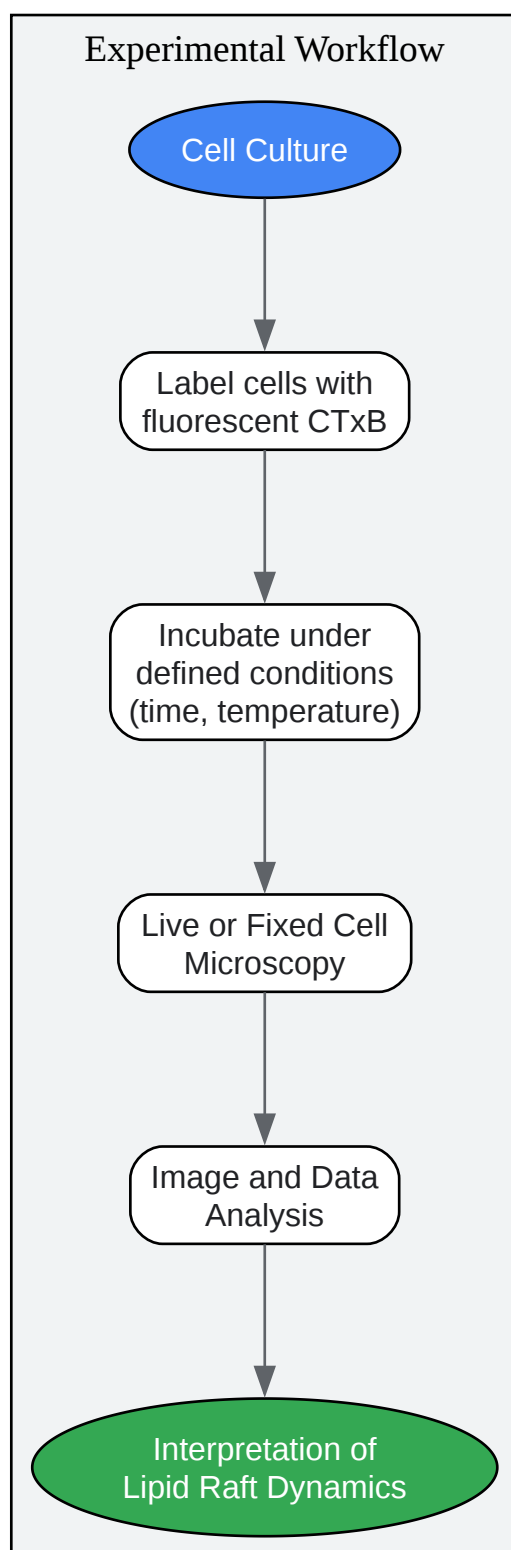 Experimental Workflow
Cell Culture
Label cells with
fluorescent CTxB
Incubate under
defined conditions
(time, temperature)
Live or Fixed Cell
Microscopy
Image and Data
Analysis
Interpretation of
Lipid Raft Dynamics